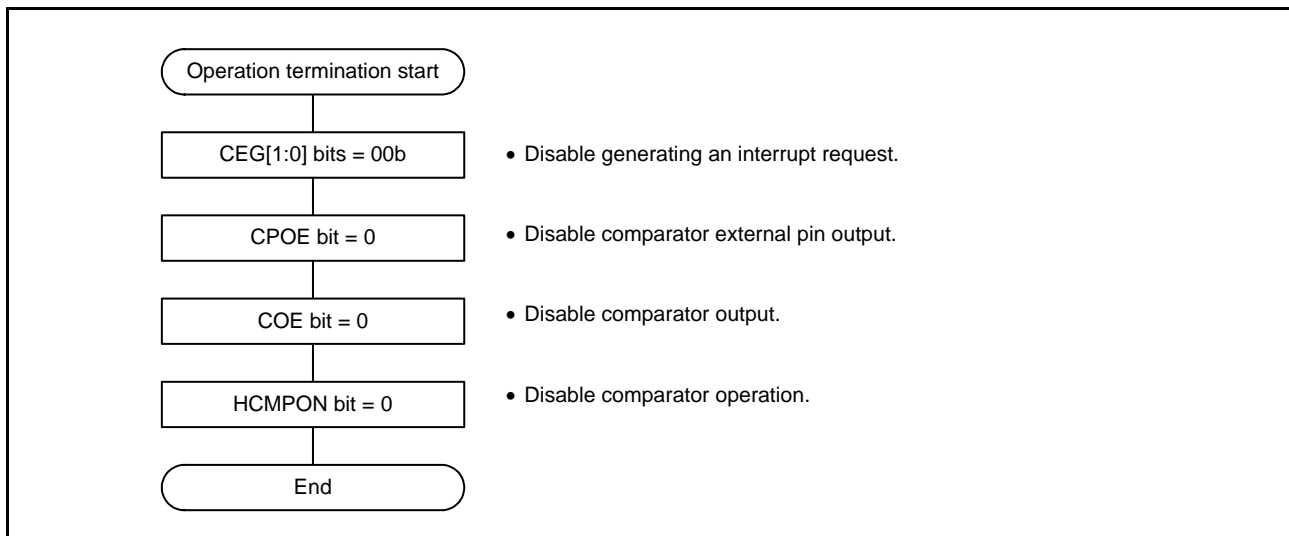 Operation termination start
CEG[1:0] bits = 00b
• Disable generating an interrupt request.
CPOE bit = 0
• Disable comparator external pin output.
COE bit = 0
• Disable comparator output.
HCMPON bit = 0
• Disable comparator operation.
End